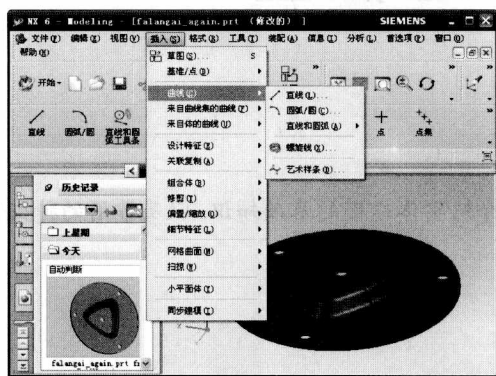 NX 6 - Modeling - [falangai_again.prt (修改的) ] SIEMENS
文件(F) 编辑(E) 视图(V) 插入(S) 格式(R) 工具(T) 装配(A) 信息(I) 分析(L) 首选项(P) 窗口(O)
帮助(H)
草图(S)... S
基准/点(D)
开始
曲线(C)
直线(L)...
来自曲线集的曲线(F)
圆弧/圆(C)...
来自体的曲线(U)
直线和圆弧(A)
直线 圆弧/圆 直线和圆弧工具条
点 点集
设计特征(E)
螺旋线(X)...
关联复制(A)
艺术样条(D)...
历史记录
组合体(B)
修剪(T)
偏置/缩放(O)
上星期
细节特征(L)
今天
网格曲面(M)
自动判断
扫掠(W)
小平面体(T)
同步建模(I)
falangai_again.prt